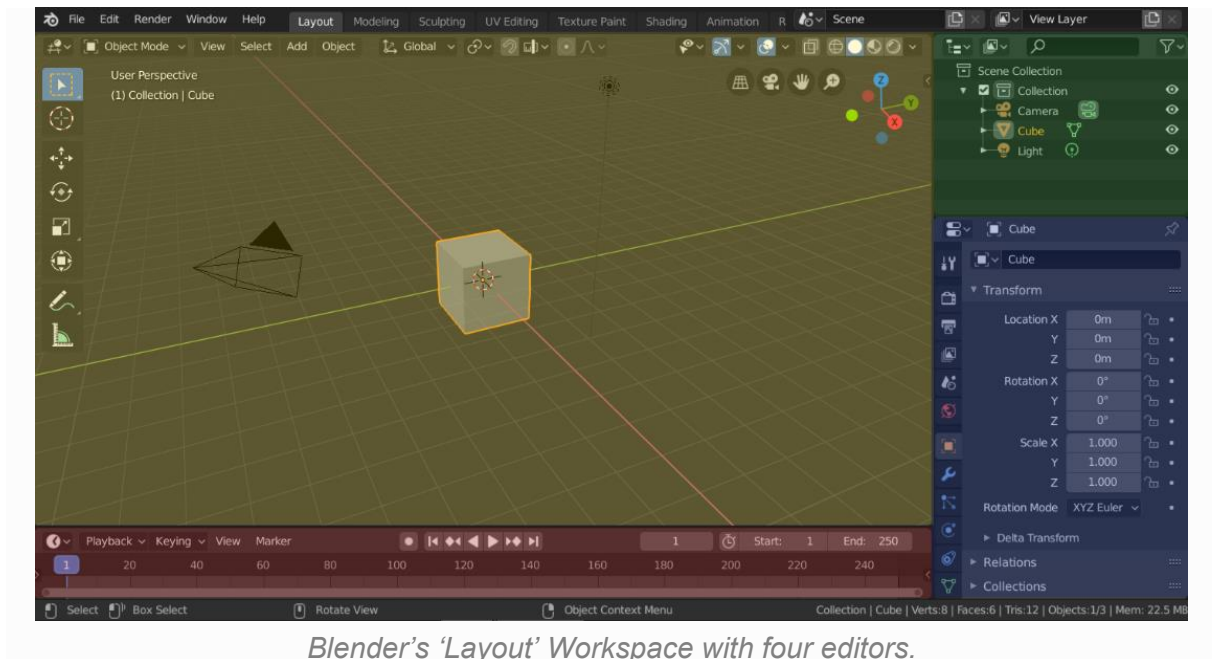 File Edit Render Window Help Layout Modeling Sculpting UV Editing Texture Paint Shading Animation R Scene View Layer
Object Mode View Select Add Object Global
User Perspective
(1) Collection | Cube
Z
Y
X
Scene Collection
Collection
Camera
Cube
Light
Cube
Cube
Transform
Location X 0m
Y 0m
Z 0m
Rotation X 0°
Y 0°
Z 0°
Scale X 1.000
Y 1.000
Z 1.000
Rotation Mode XYZ Euler
Delta Transform
Relations
Collections
Playback Keying View Marker 1 Start: 1 End: 250
1 20 40 60 80 100 120 140 160 180 200 220 240
Select Box Select Rotate View Object Context Menu Collection | Cube | Verts:8 | Faces:6 | Tris:12 | Objects:1/3 | Mem: 22.5 MB
Blender’s ‘Layout’ Workspace with four editors.